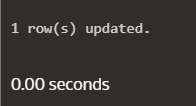 1 row(s) updated.
0.00 seconds